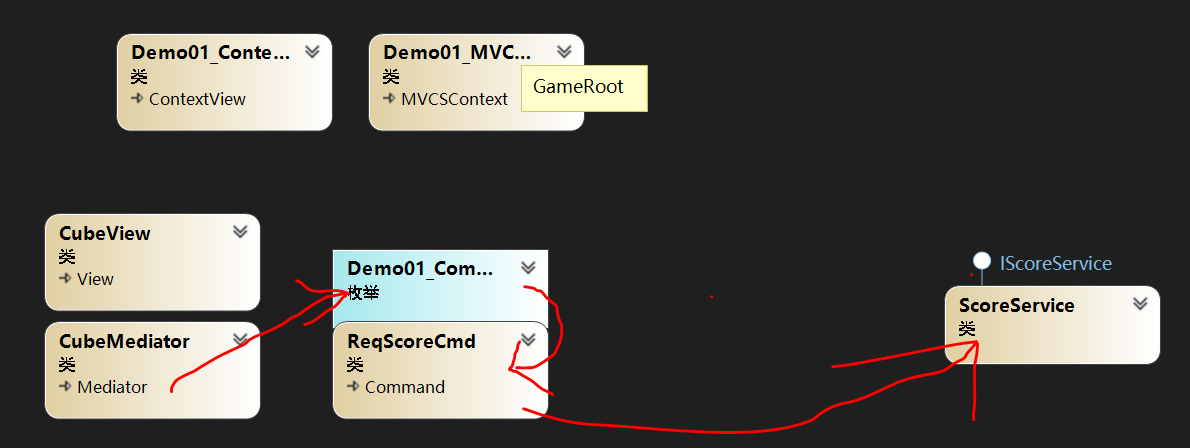 Demo01_Conte...
类
ContextView
Demo01_MVC...
类
MVCSContext
GameRoot
CubeView
类
View
CubeMediator
类
Mediator
Demo01_Com...
枚举
ReqScoreCmd
类
Command
IScoreService
ScoreService
类